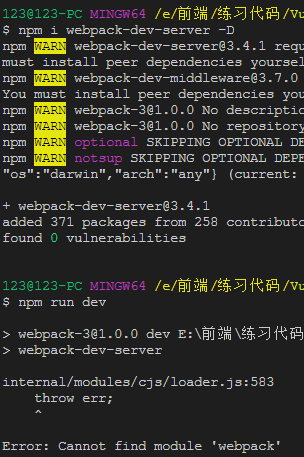 123@123-PC MINGW64 /e/前端/练习代码/Vu
$ npm i webpack-dev-server -D
npm WARN webpack-dev-server@3.4.1 requ
must install peer dependencies yoursel
npm WARN webpack-dev-middleware@3.7.0
You must install peer dependencies you
npm WARN webpack-3@1.0.0 No descriptio
npm WARN webpack-3@1.0.0 No repository
npm WARN optional SKIPPING OPTIONAL DE
npm WARN notsup SKIPPING OPTIONAL DEPE
"os":"darwin","arch":"any"} (current:
+ webpack-dev-server@3.4.1
added 371 packages from 258 contributo
found 0 vulnerabilities
123@123-PC MINGW64 /e/前端/练习代码/Vu
$ npm run dev
> webpack-3@1.0.0 dev E:\前端\练习代码
> webpack-dev-server
internal/modules/cjs/loader.js:583
throw err;
^
Error: Cannot find module 'webpack'